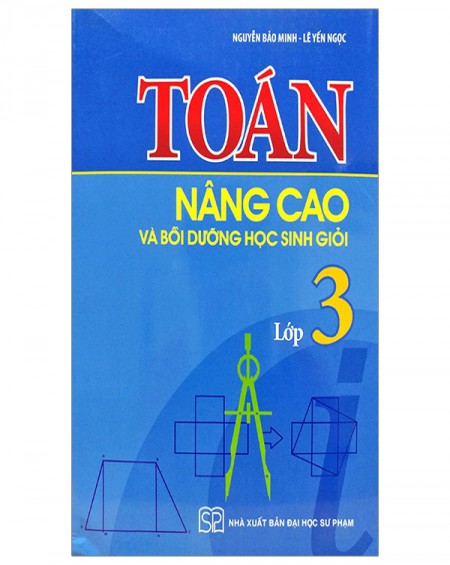 NGUYỄN BẢO MINH - LÊ YẾN NGỌC
TOÁN
NÂNG CAO
VÀ BỒI DƯỠNG HỌC SINH GIỎI
Lớp 3
SP
NHÀ XUẤT BẢN ĐẠI HỌC SƯ PHẠM